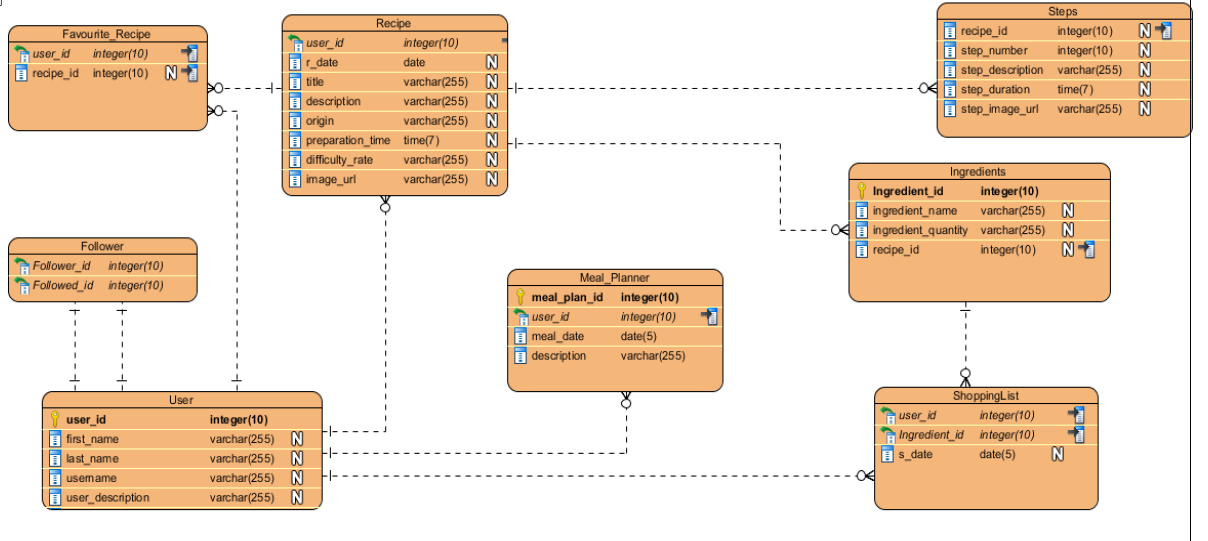 Favourite_Recipe
user_id integer(10)
recipe_id integer(10) N
Recipe
user_id integer(10)
r_date date N
title varchar(255) N
description varchar(255) N
origin varchar(255) N
preparation_time time(7) N
difficulty_rate varchar(255) N
image_url varchar(255) N
Steps
recipe_id integer(10) N
step_number integer(10) N
step_description varchar(255) N
step_duration time(7) N
step_image_url varchar(255) N
Ingredients
Ingredient_id integer(10)
ingredient_name varchar(255) N
ingredient_quantity varchar(255) N
recipe_id integer(10) N
Follower
Follower_id integer(10)
Followed_id integer(10)
Meal_Planner
meal_plan_id integer(10)
user_id integer(10)
meal_date date(5)
description varchar(255)
User
user_id integer(10)
first_name varchar(255) N
last_name varchar(255) N
username varchar(255) N
user_description varchar(255) N
ShoppingList
user_id integer(10)
Ingredient_id integer(10)
s_date date(5) N